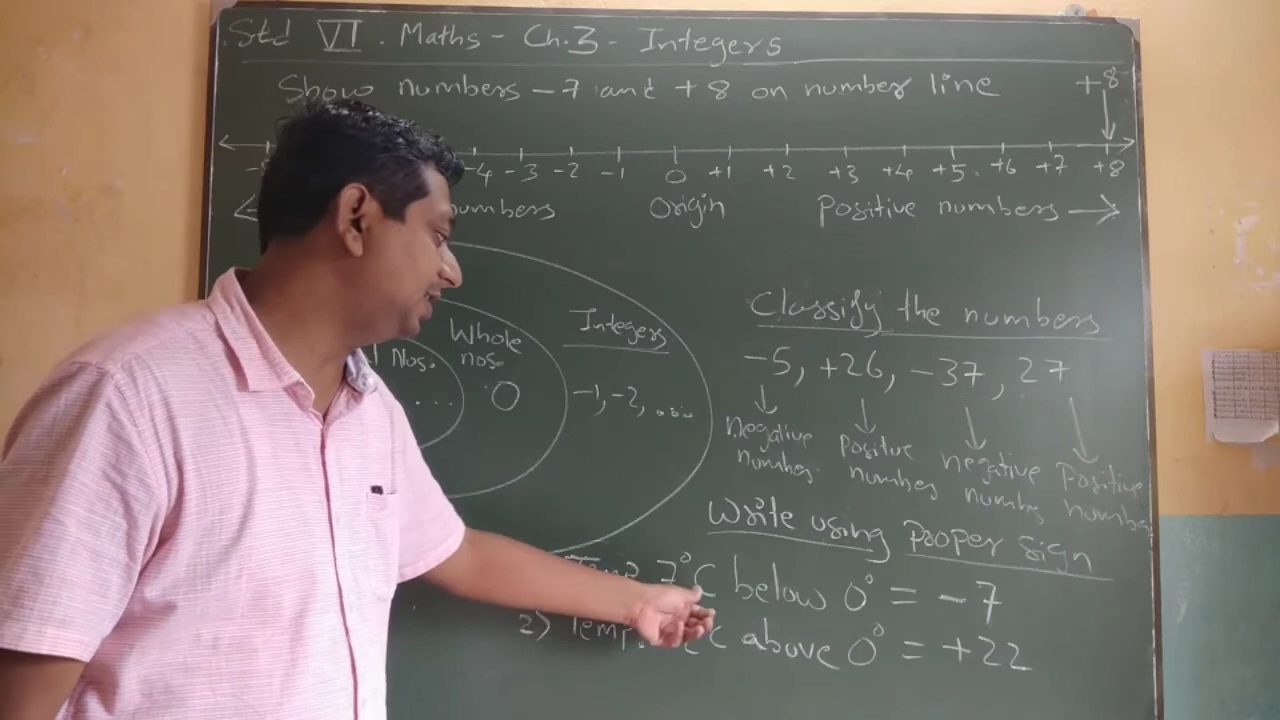 Std VI. Maths - Ch.3 - Integers
Show numbers -7 and +8 on number line
+8
-4 -3 -2 -1 0 +1 +2 +3 +4 +5 +6 +7 +8
numbers Origin Positive numbers
Integers
Whole nos.
Nos.
.... 0 -1, -2, .....
Classify the numbers
-5, +26, -37, 27
negative number positive number negative number positive number
Write using proper sign
Temp. 7°C below 0° = -7
2) Temp. C above 0° = +22